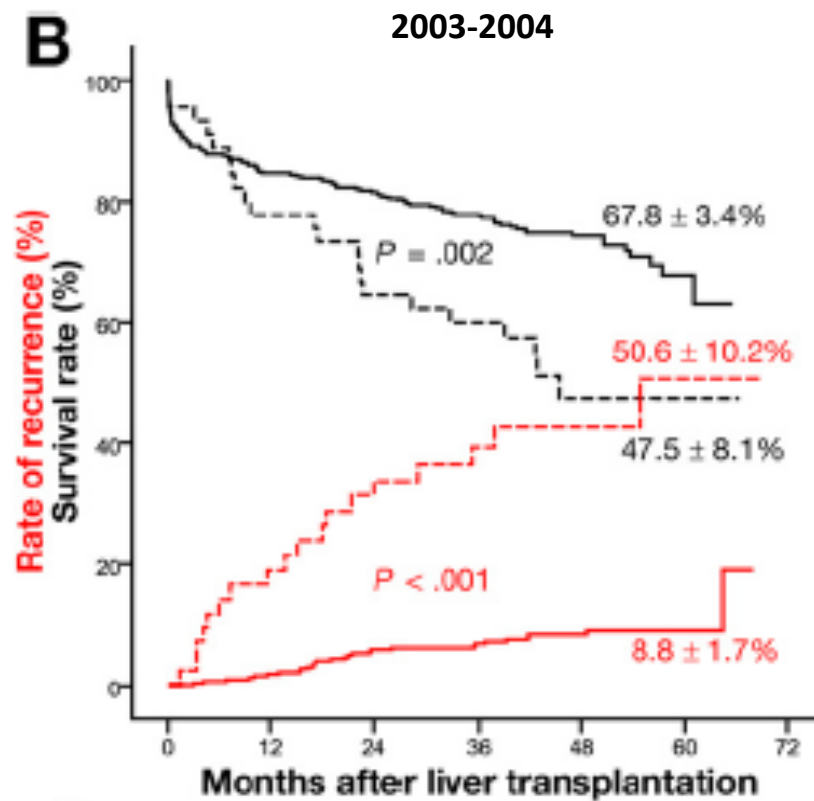 B
2003-2004
100
80
60
40
20
0
Rate of recurrence (%)
Survival rate (%)
67.8 ± 3.4%
P = .002
50.6 ± 10.2%
47.5 ± 8.1%
P < .001
8.8 ± 1.7%
0 12 24 36 48 60 72
Months after liver transplantation